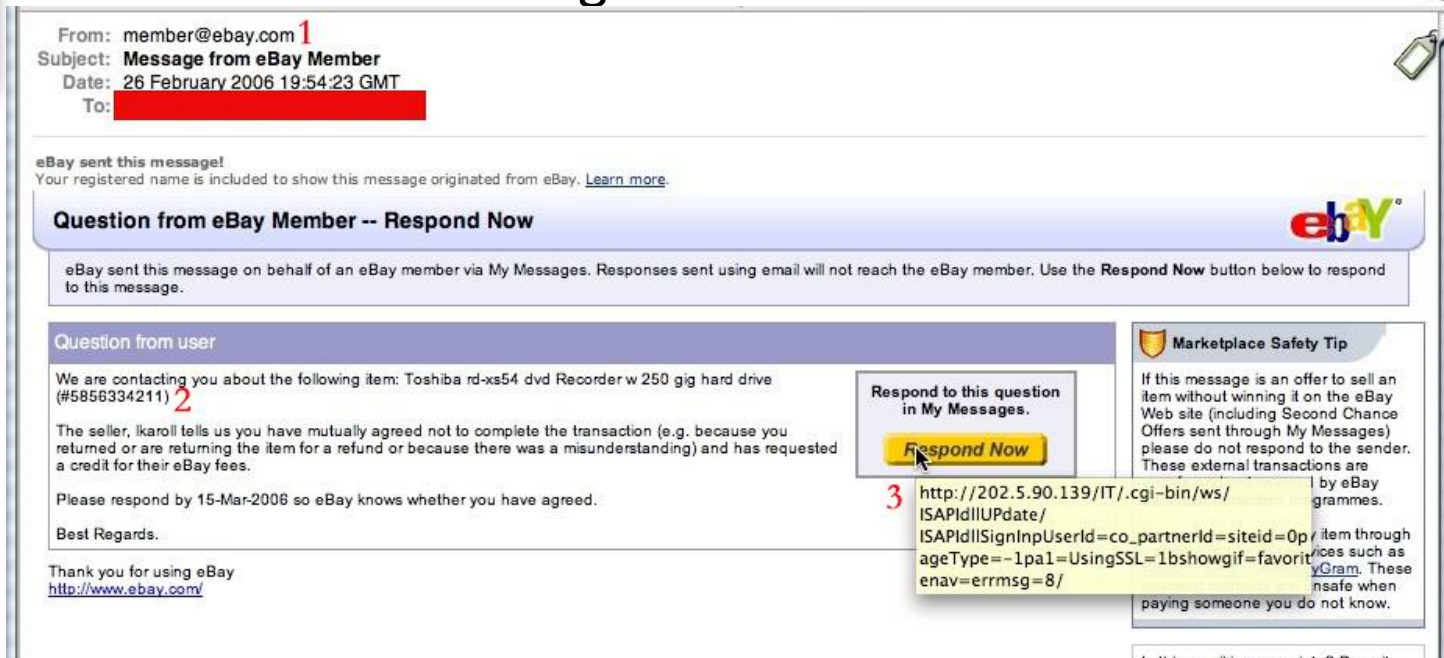 From: member@ebay.com 1
Subject: Message from eBay Member
Date: 26 February 2006 19:54:23 GMT
To:
eBay sent this message!
Your registered name is included to show this message originated from eBay. Learn more.
Question from eBay Member -- Respond Now
ebaY
eBay sent this message on behalf of an eBay member via My Messages. Responses sent using email will not reach the eBay member. Use the Respond Now button below to respond
to this message.
Question from user
We are contacting you about the following item: Toshiba rd-xs54 dvd Recorder w 250 gig hard drive
(#5856334211) 2
The seller, lkaroll tells us you have mutually agreed not to complete the transaction (e.g. because you
returned or are returning the item for a refund or because there was a misunderstanding) and has requested
a credit for their eBay fees.
Please respond by 15-Mar-2006 so eBay knows whether you have agreed.
Best Regards.
Respond to this question
in My Messages.
Respond Now
3
http://202.5.90.139/IT/.cgi-bin/ws/
ISAPIdllUPdate/
ISAPIdllSignInpUserId=co_partnerId=siteid=0p
ageType=-1pa1=UsingSSL=1bshowgif=favorit
enav=errmsg=8/
Marketplace Safety Tip
If this message is an offer to sell an
item without winning it on the eBay
Web site (including Second Chance
Offers sent through My Messages)
please do not respond to the sender.
These external transactions are
by eBay
grammes.
item through
ices such as
yGram. These
nsafe when
paying someone you do not know.
Thank you for using eBay
http://www.ebay.com/